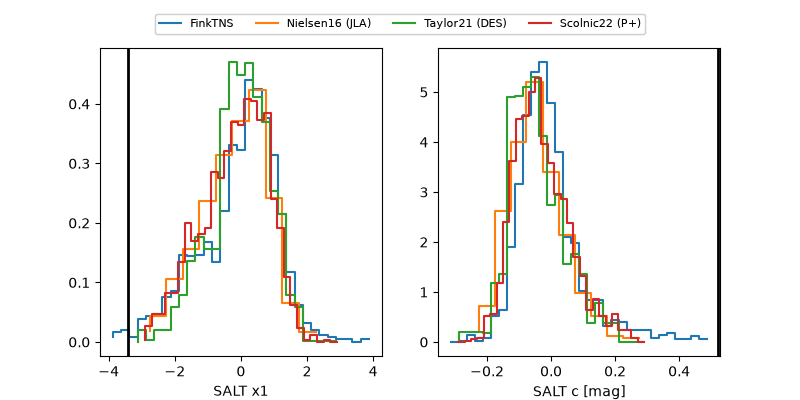 FinkTNS Nielsen16 (JLA) Taylor21 (DES) Scolnic22 (P+)
0.4
0.3
0.2
0.1
0.0
−4 −2 0 2 4
SALT x1
5
4
3
2
1
0
−0.2 0.0 0.2 0.4
SALT c [mag]